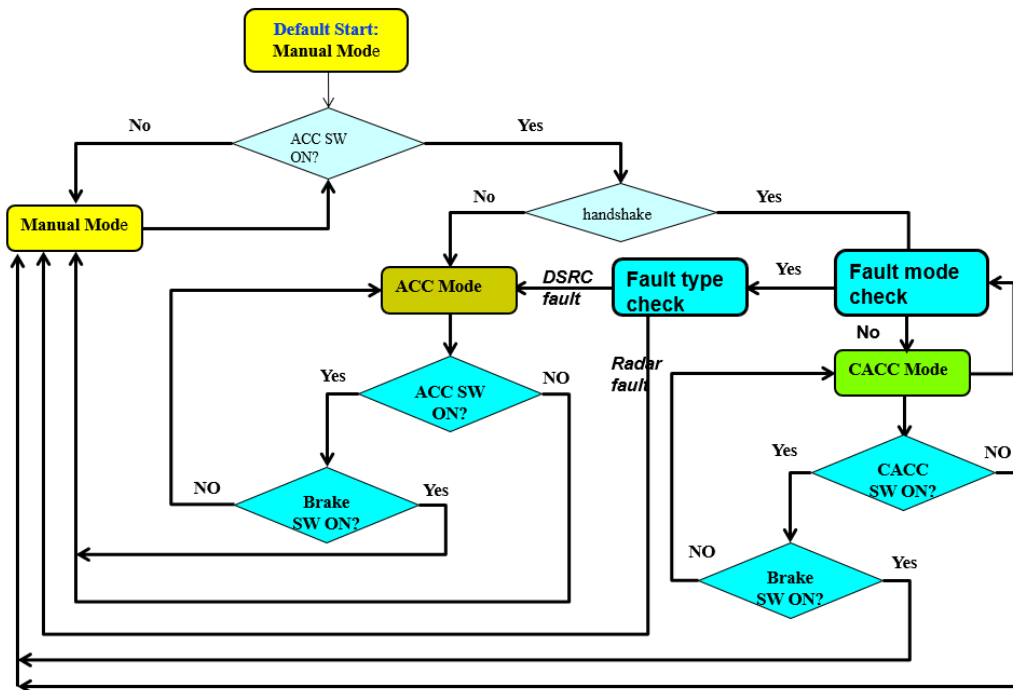 Default Start:
Manual Mode
No
Yes
ACC SW
ON?
No
Yes
handshake
Manual Mode
ACC Mode
DSRC
fault
Fault type
check
Yes
Fault mode
check
No
Radar
fault
CACC Mode
Yes
NO
ACC SW
ON?
Yes
NO
CACC
SW ON?
NO
Yes
Brake
SW ON?
NO
Yes
Brake
SW ON?